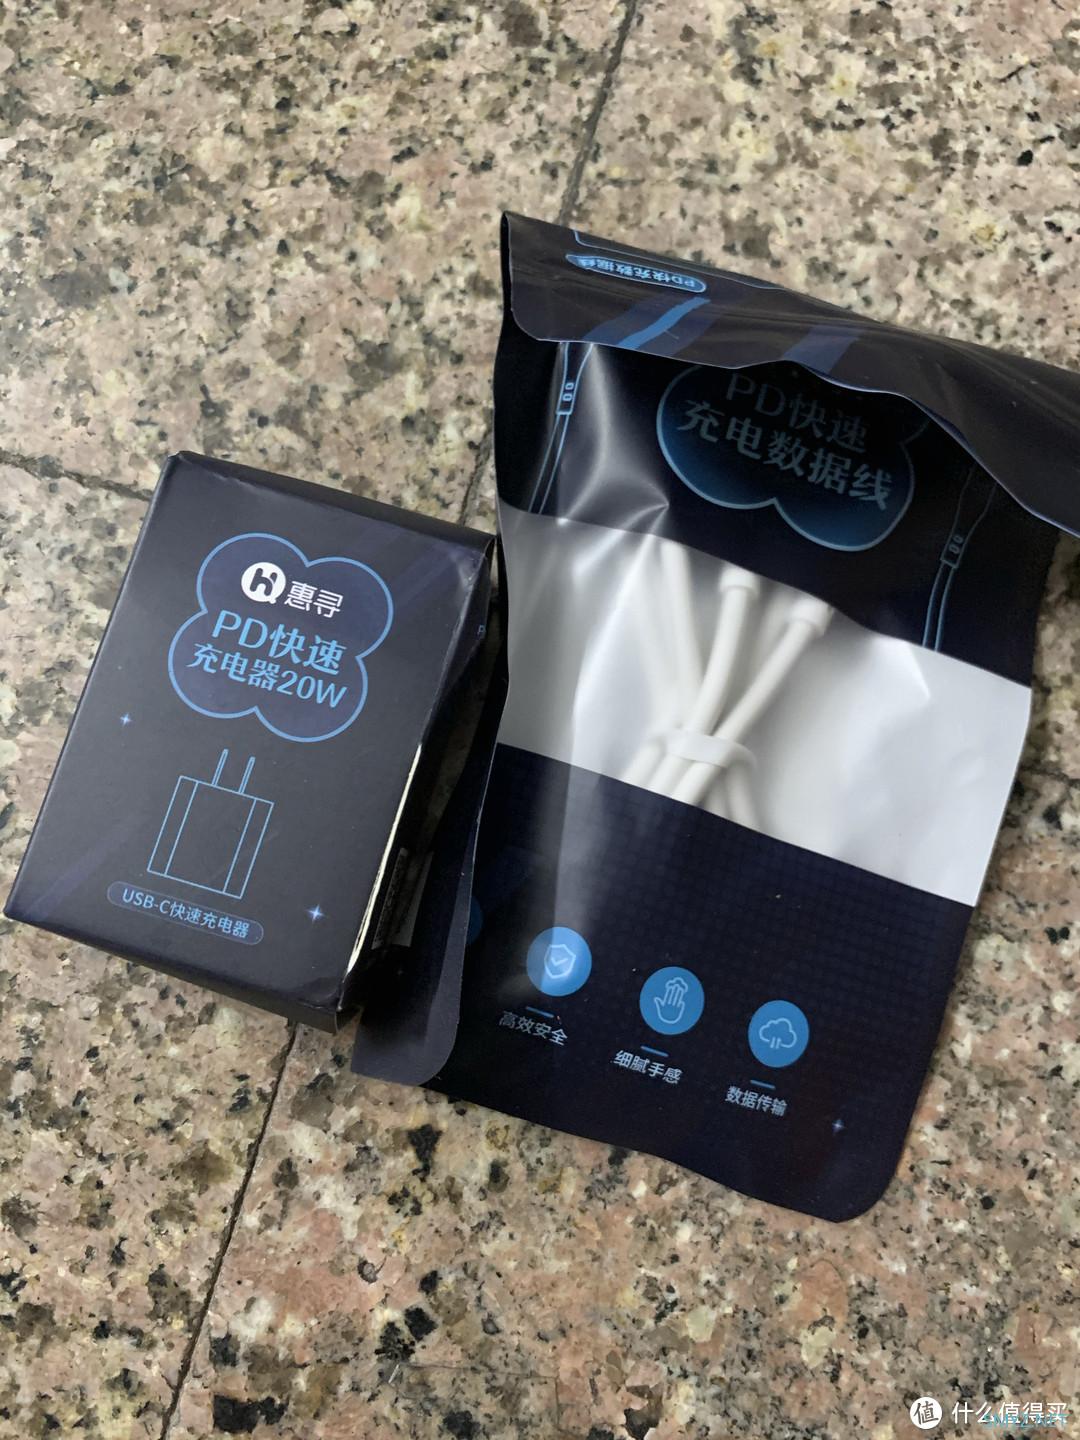 PD快充数据线
PD快速
充电数据线
惠寻
PD快速
充电器20W
USB-C快速充电器
高效安全
细腻手感
数据传输
值 什么值得买